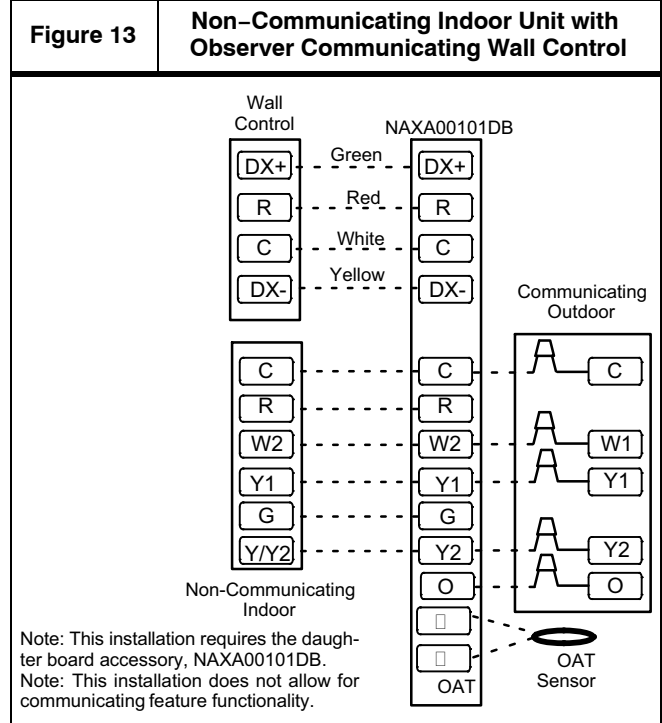 Figure 13
Non−Communicating Indoor Unit with
Observer Communicating Wall Control
Wall
Control
NAXA00101DB
DX+ Green DX+
R Red R
C White C
DX- Yellow DX-
Communicating
Outdoor
C C C
R R
W2 W2 W1
Y1 Y1 Y1
G G
Y/Y2 Y2 Y2
O O
Non-Communicating
Indoor
OAT
OAT
Sensor
Note: This installation requires the daugh-
ter board accessory, NAXA00101DB.
Note: This installation does not allow for
communicating feature functionality.